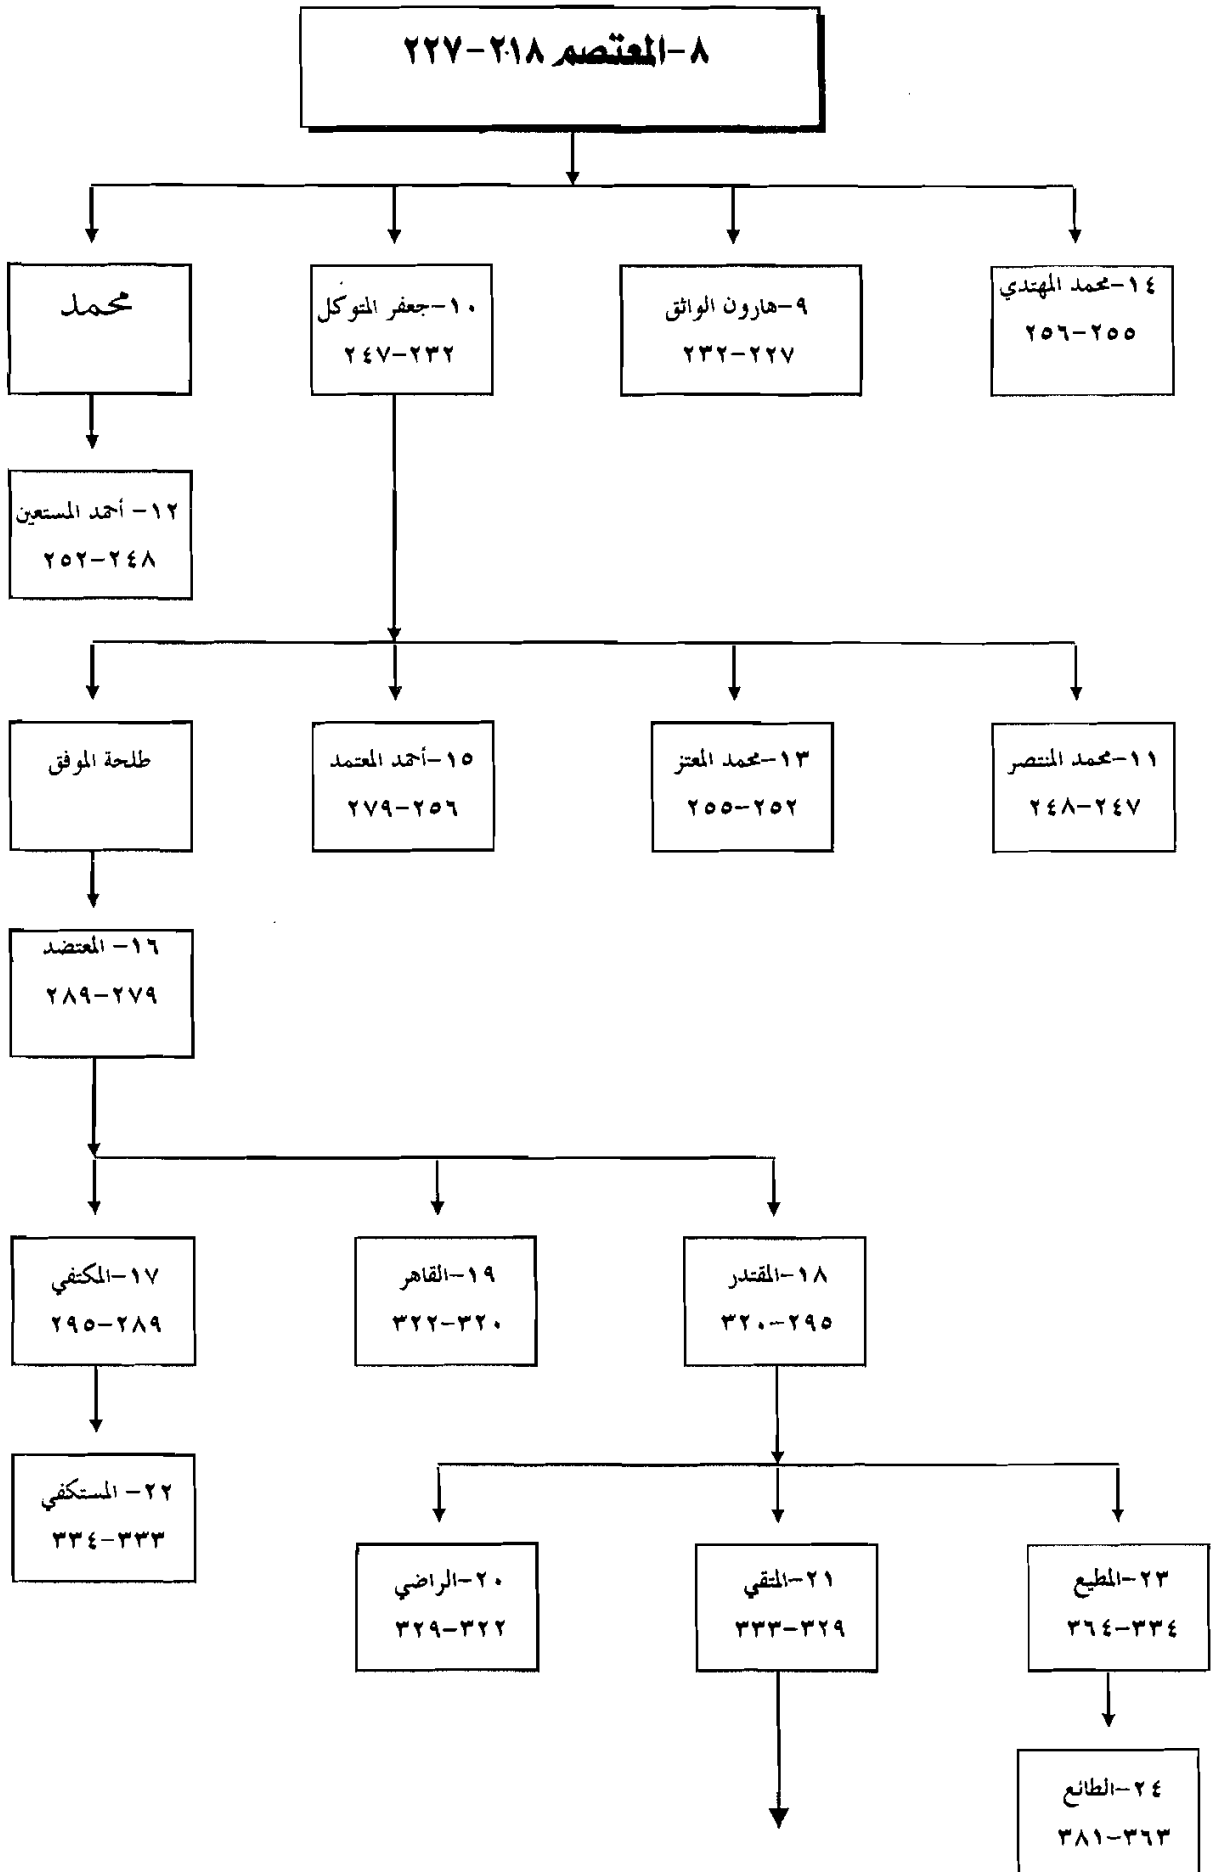 ٨-المعتصم ٢١٨-٢٢٧
١٤-محمد المهتدي
٢٥٥-٢٥٦
٩-هارون الواثق
٢٢٧-٢٣٢
١٠-جعفر المتوكل
٢٣٢-٢٤٧
محمد
١٢- أحمد المستعين
٢٤٨-٢٥٢
١١-محمد المنتصر
٢٤٧-٢٤٨
١٣-محمد المعتز
٢٥٢-٢٥٥
١٥-أحمد المعتمد
٢٥٦-٢٧٩
طلحة الموفق
١٦- المعتضد
٢٧٩-٢٨٩
١٨-المقتدر
٢٩٥-٣٢٠
١٩-القاهر
٣٢٠-٣٢٢
١٧-المكتفي
٢٨٩-٢٩٥
٢٢- المستكفي
٣٣٣-٣٣٤
٢٣-المطيع
٣٣٤-٣٦٤
٢١-المتقي
٣٢٩-٣٣٣
٢٠-الراضي
٣٢٢-٣٢٩
٢٤-الطائع
٣٦٣-٣٨١